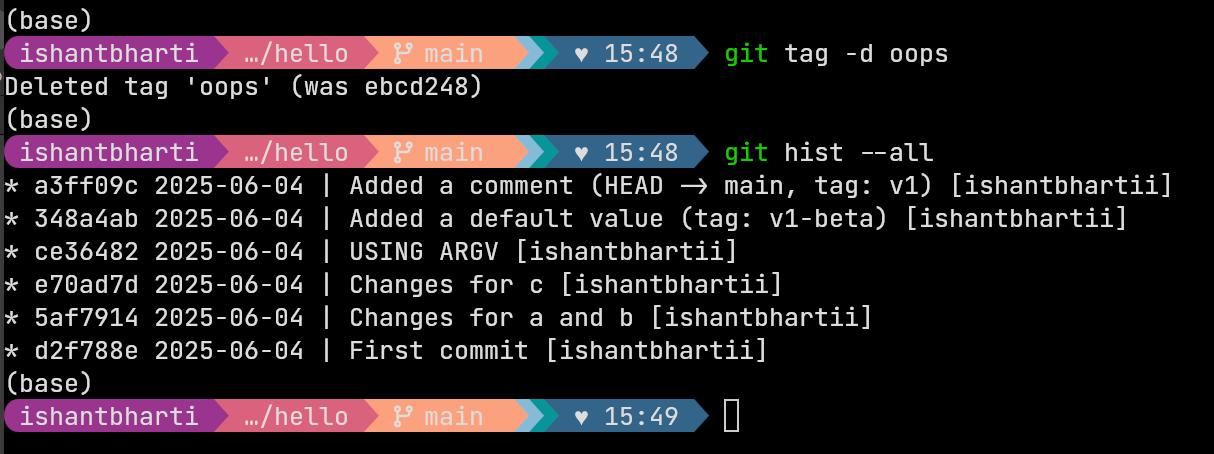 (base)
ishantbharti …/hello main ♥ 15:48 git tag -d oops
Deleted tag 'oops' (was ebcd248)
(base)
ishantbharti …/hello main ♥ 15:48 git hist --all
* a3ff09c 2025-06-04 | Added a comment (HEAD -> main, tag: v1) [ishantbhartii]
* 348a4ab 2025-06-04 | Added a default value (tag: v1-beta) [ishantbhartii]
* ce36482 2025-06-04 | USING ARGV [ishantbhartii]
* e70ad7d 2025-06-04 | Changes for c [ishantbhartii]
* 5af7914 2025-06-04 | Changes for a and b [ishantbhartii]
* d2f788e 2025-06-04 | First commit [ishantbhartii]
(base)
ishantbharti …/hello main ♥ 15:49